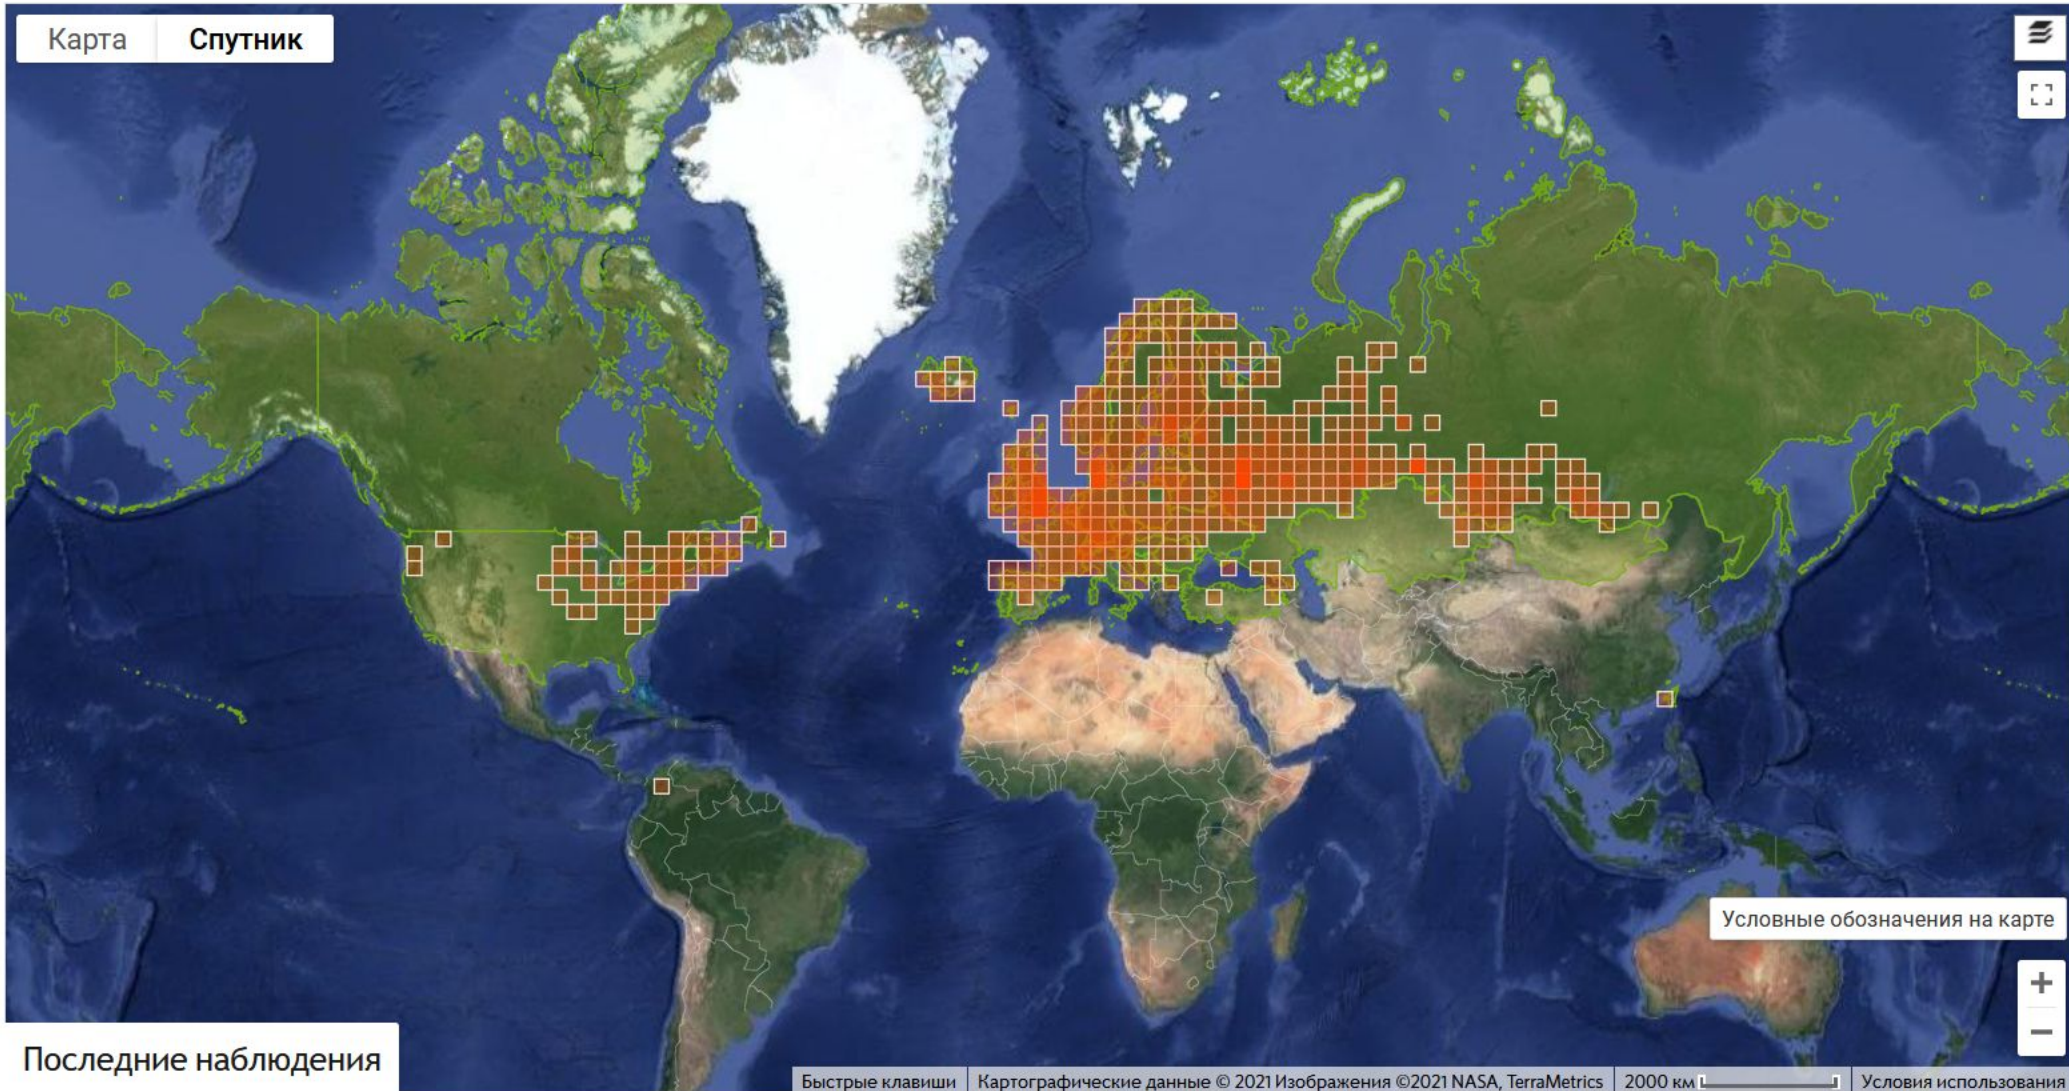 Карта Спутник
Условные обозначения на карте
+
−
Последние наблюдения
Быстрые клавиши Картографические данные © 2021 Изображения ©2021 NASA, TerraMetrics 2000 км Условия использования